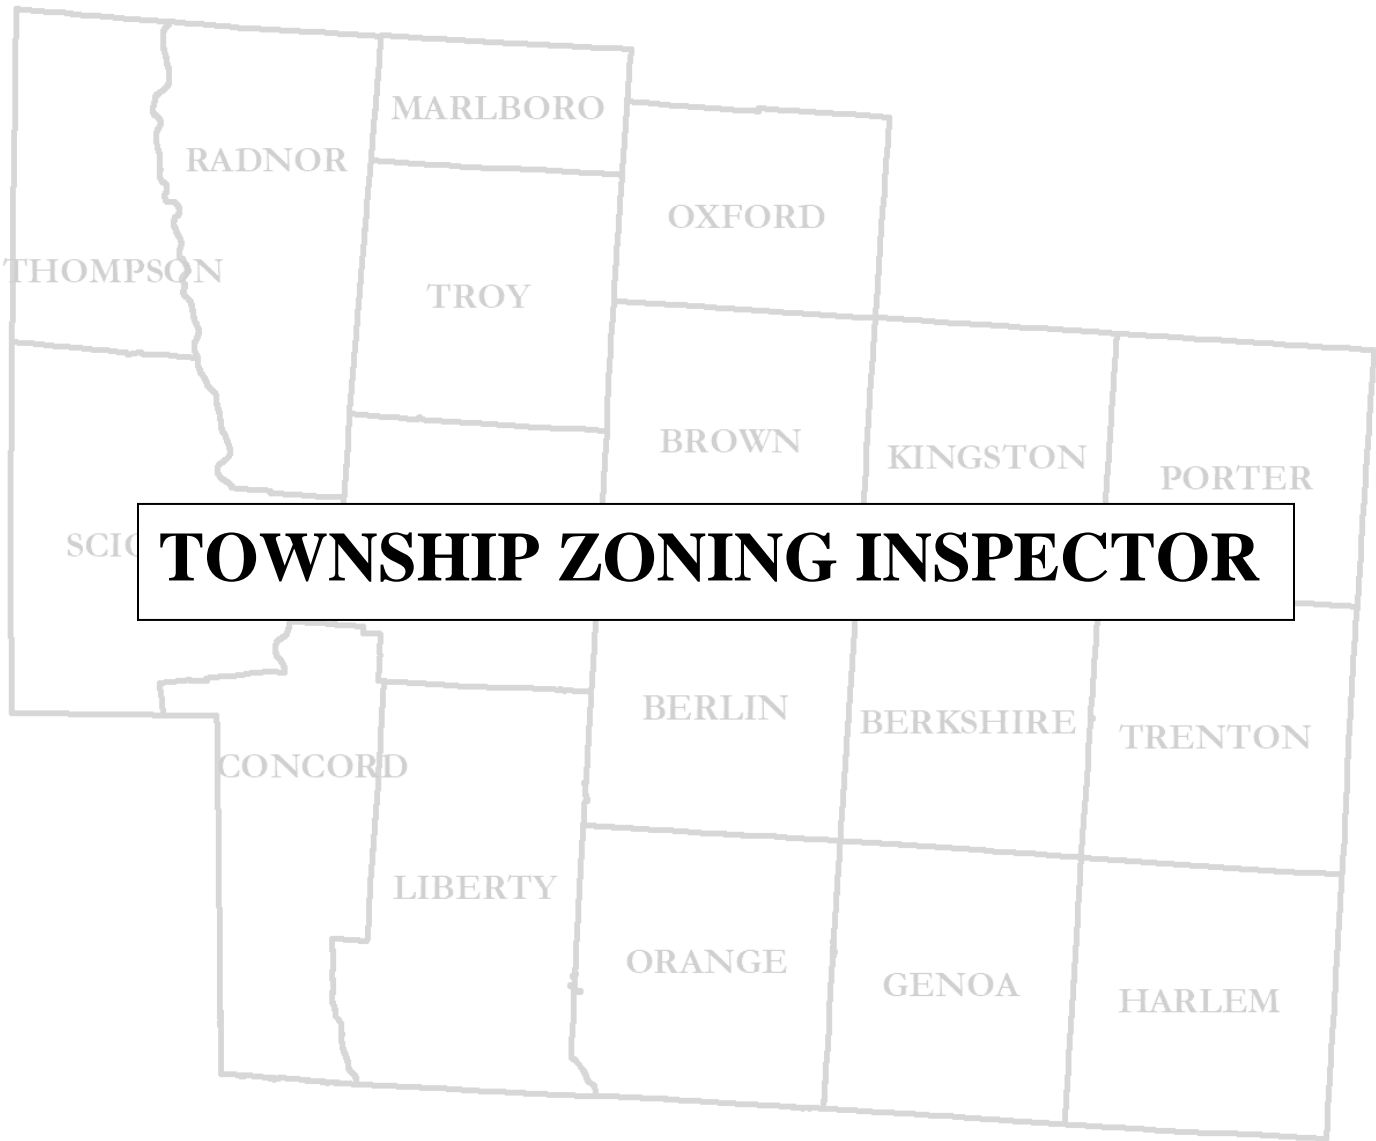 MARLBORO
RADNOR
OXFORD
THOMPSON
TROY
BROWN
KINGSTON
PORTER
TOWNSHIP ZONING INSPECTOR
BERLIN
BERKSHIRE
TRENTON
CONCORD
LIBERTY
ORANGE
GENOA
HARLEM